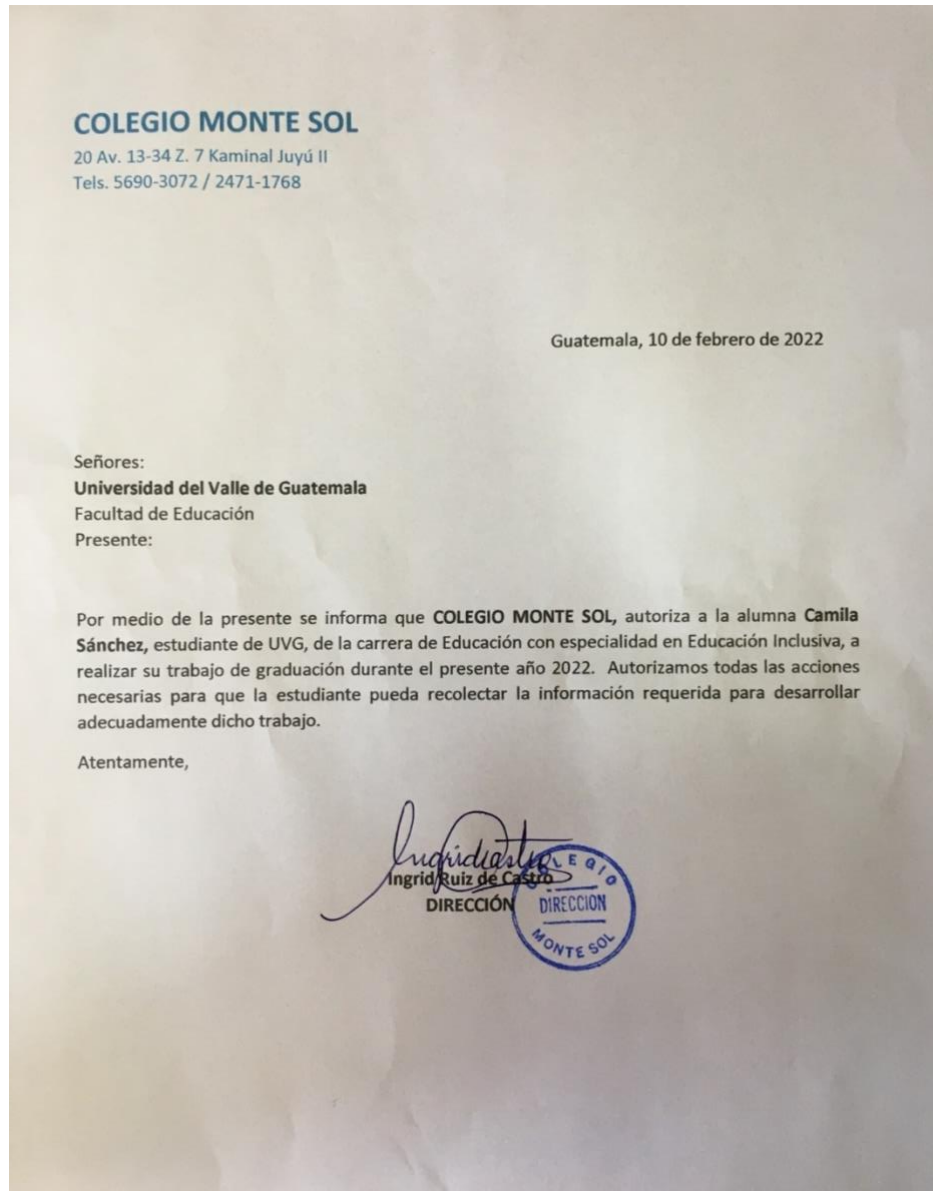 COLEGIO MONTE SOL
20 Av. 13-34 Z. 7 Kaminal Juyú II
Tels. 5690-3072 / 2471-1768
Guatemala, 10 de febrero de 2022
Señores:
Universidad del Valle de Guatemala
Facultad de Educación
Presente:
Por medio de la presente se informa que COLEGIO MONTE SOL, autoriza a la alumna Camila
Sánchez, estudiante de UVG, de la carrera de Educación con especialidad en Educación Inclusiva, a
realizar su trabajo de graduación durante el presente año 2022. Autorizamos todas las acciones
necesarias para que la estudiante pueda recolectar la información requerida para desarrollar
adecuadamente dicho trabajo.
Atentamente,
Ingrid Ruiz de Castro
DIRECCIÓN
COLEGIO
DIRECCION
MONTE SOL